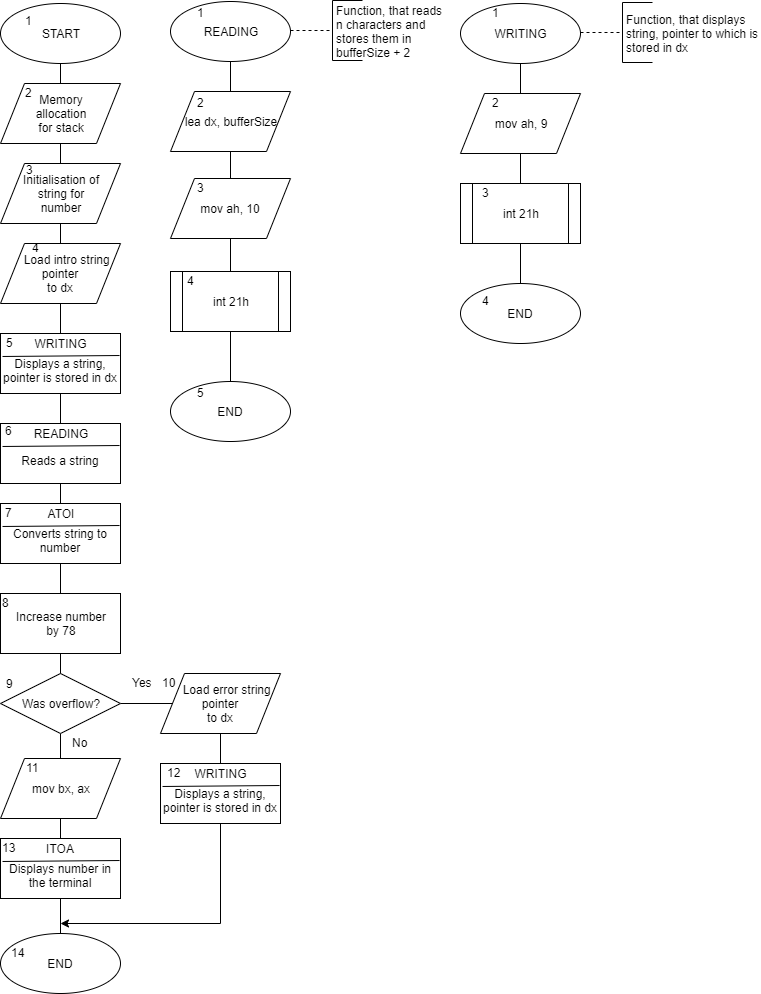 1
START
2
Memory
allocation
for stack
3
Initialisation of
string for
number
4
Load intro string
pointer
to dx
5 WRITING
Displays a string,
pointer is stored in dx
6 READING
Reads a string
7 ATOI
Converts string to
number
8
Increase number
by 78
9
Was overflow?
Yes
No
10
Load error string
pointer
to dx
11
mov bx, ax
12 WRITING
Displays a string,
pointer is stored in dx
13 ITOA
Displays number in
the terminal
14
END
1
READING
Function, that reads
n characters and
stores them in
bufferSize + 2
2
lea dx, bufferSize
3
mov ah, 10
4
int 21h
5
END
1
WRITING
Function, that displays
string, pointer to which is
stored in dx
2
mov ah, 9
3
int 21h
4
END